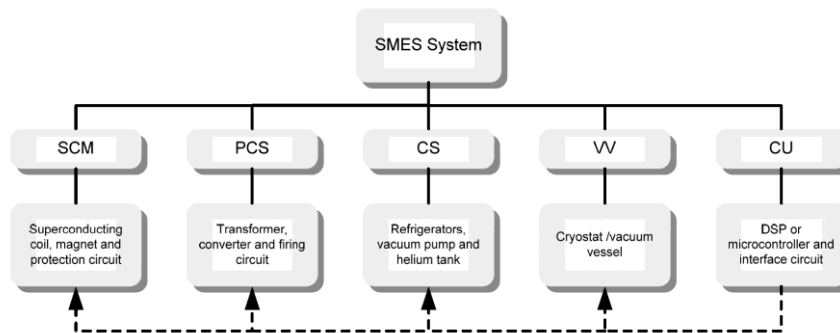 SMES System
SCM
PCS
CS
VV
CU
Superconducting
coil, magnet and
protection circuit
Transformer,
converter and firing
circuit
Refrigerators,
vacuum pump and
helium tank
Cryostat /vacuum
vessel
DSP or
microcontroller and
interface circuit